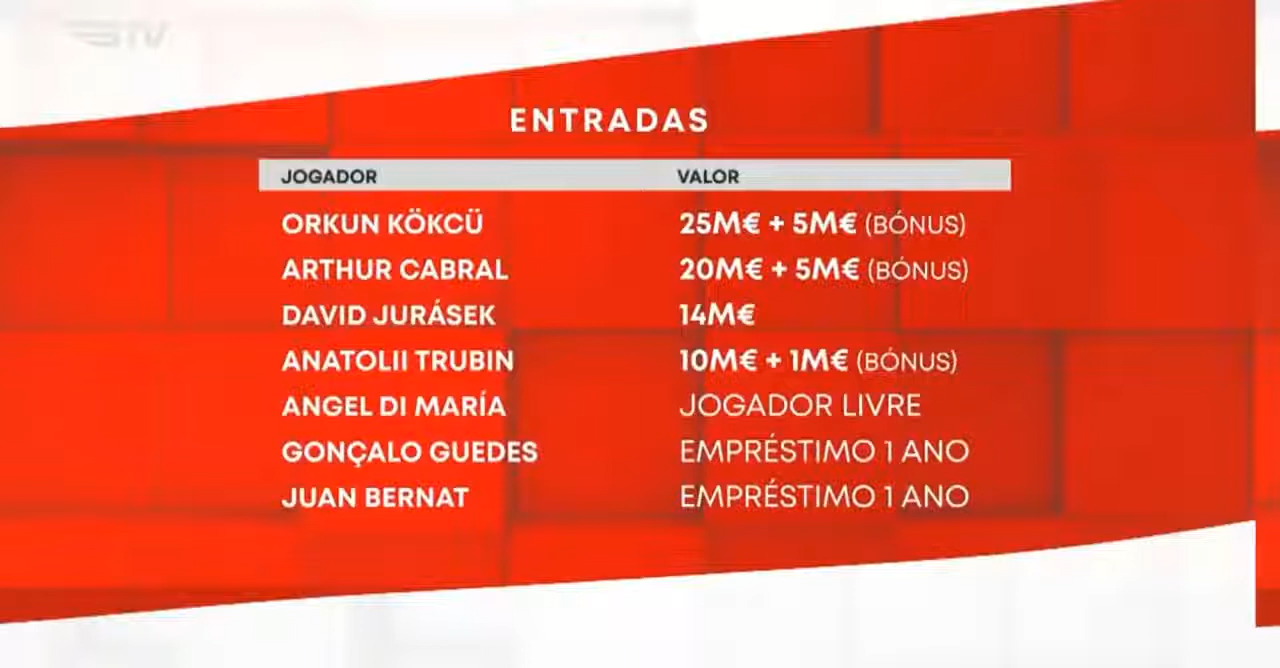 ENTRADAS
JOGADOR VALOR
ORKUN KÖKCÜ 25M€ + 5M€ (BÓNUS)
ARTHUR CABRAL 20M€ + 5M€ (BÓNUS)
DAVID JURÁSEK 14M€
ANATOLII TRUBIN 10M€ + 1M€ (BÓNUS)
ANGEL DI MARÍA JOGADOR LIVRE
GONÇALO GUEDES EMPRÉSTIMO 1 ANO
JUAN BERNAT EMPRÉSTIMO 1 ANO